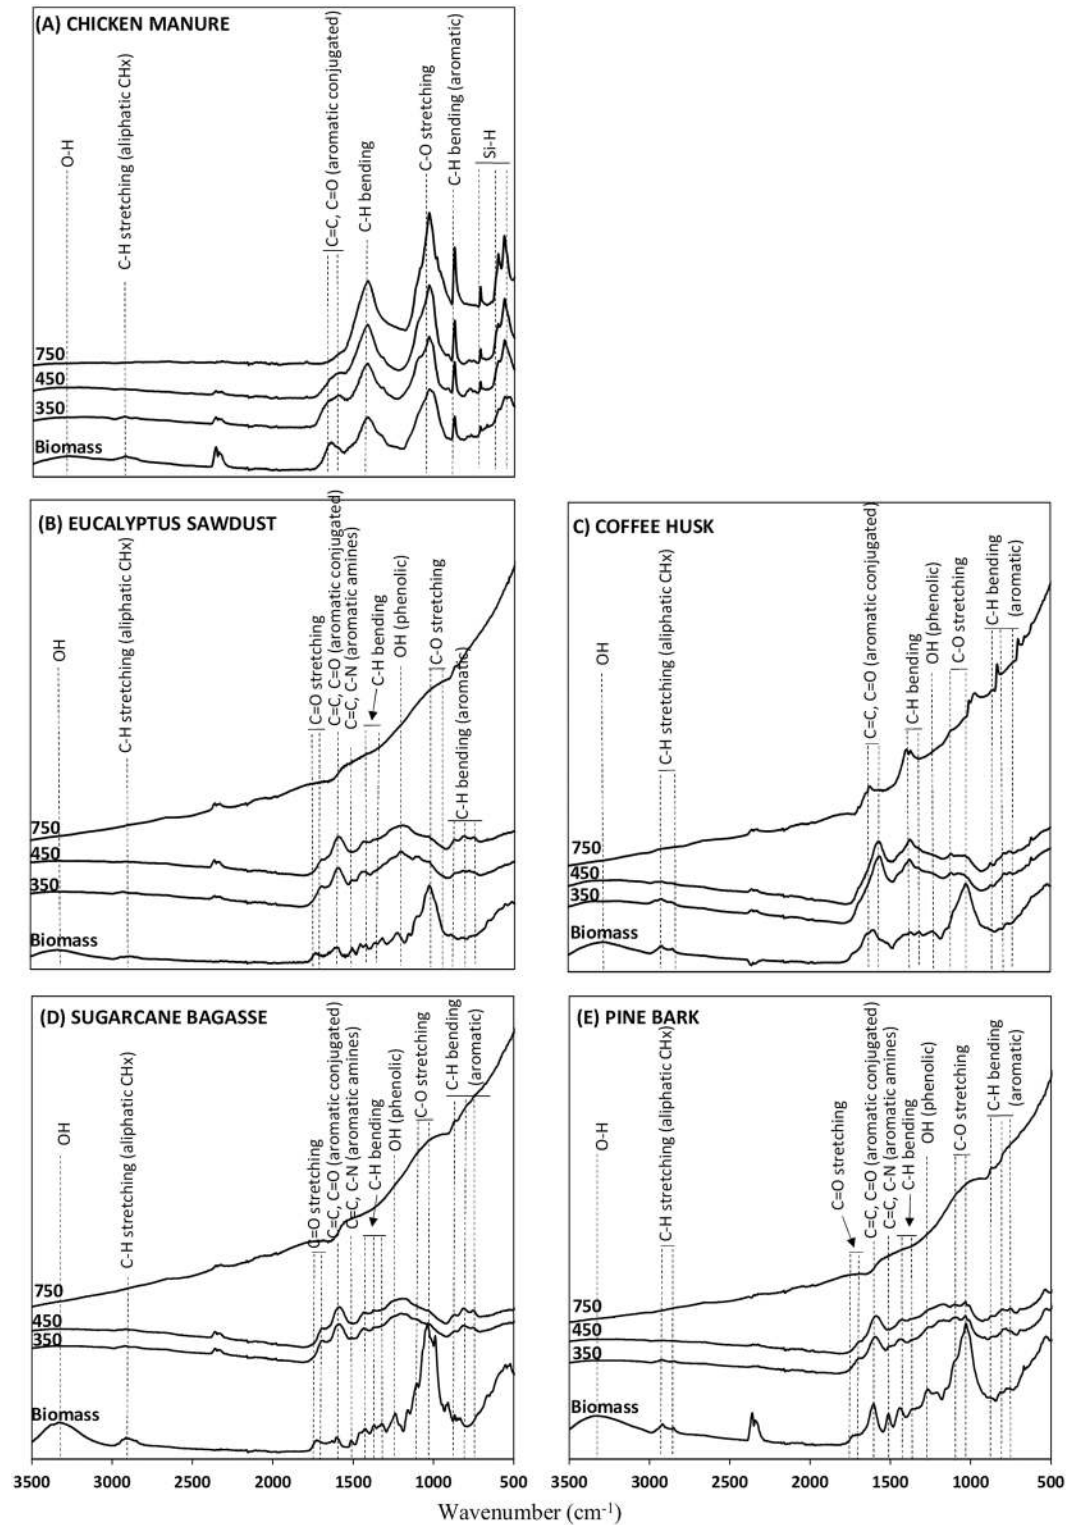 (A) CHICKEN MANURE
O-H
C-H stretching (aliphatic CHx)
C=C, C=O (aromatic conjugated)
C-H bending
C-O stretching
C-H bending (aromatic)
Si-H
750
450
350
Biomass
(B) EUCALYPTUS SAWDUST
OH
C-H stretching (aliphatic CHx)
C=O stretching
C=C, C=O (aromatic conjugated)
C=C, C-N (aromatic amines)
C-H bending
OH (phenolic)
C-O stretching
C-H bending (aromatic)
750
450
350
Biomass
C) COFFEE HUSK
OH
C-H stretching (aliphatic CHx)
C=C, C=O (aromatic conjugated)
C-H bending
OH (phenolic)
C-O stretching
C-H bending
(aromatic)
750
450
350
Biomass
(D) SUGARCANE BAGASSE
OH
C-H stretching (aliphatic CHx)
C=O stretching
C=C, C=O (aromatic conjugated)
C=C, C-N (aromatic amines)
C-H bending
OH (phenolic)
C-O stretching
C-H bending
(aromatic)
750
450
350
Biomass
3500 3000 2500 2000 1500 1000 500
(E) PINE BARK
O-H
C-H stretching (aliphatic CHx)
C=O stretching
C=C, C=O (aromatic conjugated)
C=C, C-N (aromatic amines)
C-H bending
OH (phenolic)
C-O stretching
C-H bending
(aromatic)
750
450
350
Biomass
3500 3000 2500 2000 1500 1000 500
Wavenumber (cm⁻¹)